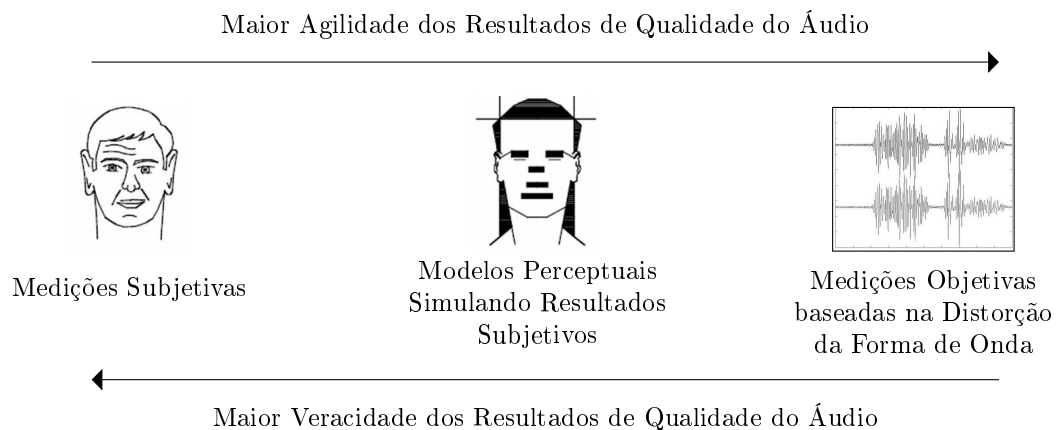 Maior Agilidade dos Resultados de Qualidade do Áudio
Medições Subjetivas
Modelos Perceptuais
Simulando Resultados
Subjetivos
Medições Objetivas
baseadas na Distorção
da Forma de Onda
Maior Veracidade dos Resultados de Qualidade do Áudio